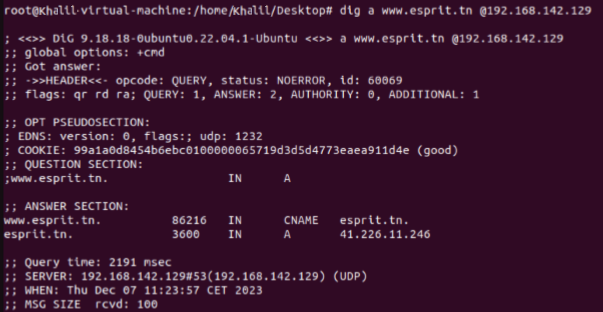 root@Khalil-virtual-machine:/home/Khalil/Desktop# dig a www.esprit.tn @192.168.142.129
; <<>> DiG 9.18.18-0ubuntu0.22.04.1-Ubuntu <<>> a www.esprit.tn @192.168.142.129
;; global options: +cmd
;; Got answer:
;; ->>HEADER<<- opcode: QUERY, status: NOERROR, id: 60069
;; flags: qr rd ra; QUERY: 1, ANSWER: 2, AUTHORITY: 0, ADDITIONAL: 1
;; OPT PSEUDOSECTION:
; EDNS: version: 0, flags:; udp: 1232
; COOKIE: 99a1a0d8454b6ebc0100000065719d3d5d4773eaea911d4e (good)
;; QUESTION SECTION:
;www.esprit.tn. IN A
;; ANSWER SECTION:
www.esprit.tn. 86216 IN CNAME esprit.tn.
esprit.tn. 3600 IN A 41.226.11.246
;; Query time: 2191 msec
;; SERVER: 192.168.142.129#53(192.168.142.129) (UDP)
;; WHEN: Thu Dec 07 11:23:57 CET 2023
;; MSG SIZE rcvd: 100